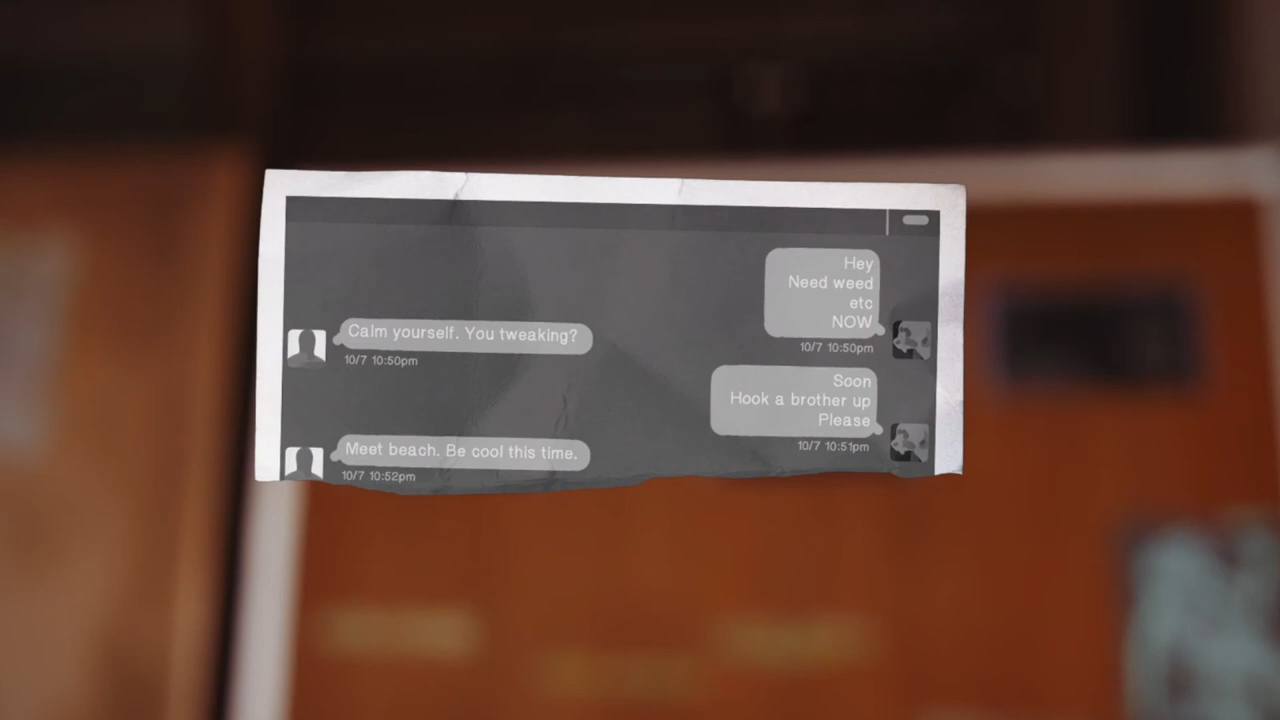 Hey
Need weed
etc
NOW
10/7 10:50pm
Calm yourself. You tweaking?
10/7 10:50pm
Soon
Hook a brother up
Please
10/7 10:51pm
Meet beach. Be cool this time.
10/7 10:52pm